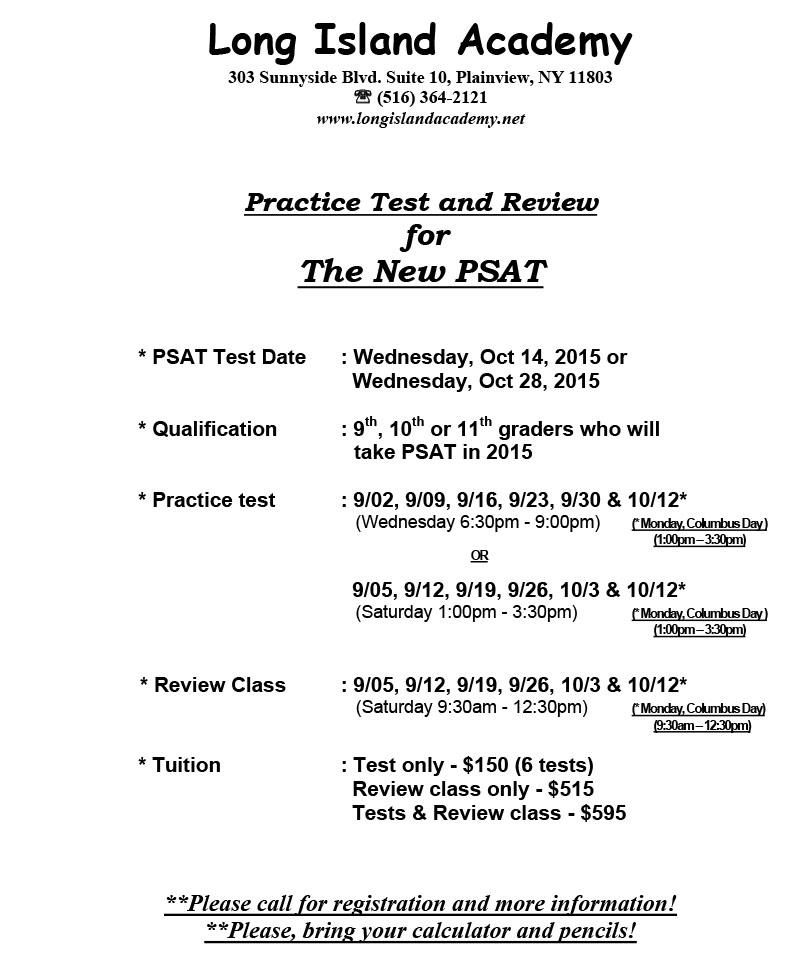 Long Island Academy
303 Sunnyside Blvd. Suite 10, Plainview, NY 11803
☎ (516) 364-2121
www.longislandacademy.net
Practice Test and Review
for
The New PSAT
* PSAT Test Date : Wednesday, Oct 14, 2015 or
Wednesday, Oct 28, 2015
* Qualification : 9th, 10th or 11th graders who will
take PSAT in 2015
* Practice test : 9/02, 9/09, 9/16, 9/23, 9/30 & 10/12*
(Wednesday 6:30pm - 9:00pm) (* Monday, Columbus Day )
(1:00pm – 3:30pm)
OR
9/05, 9/12, 9/19, 9/26, 10/3 & 10/12*
(Saturday 1:00pm - 3:30pm) (* Monday, Columbus Day )
(1:00pm – 3:30pm)
* Review Class : 9/05, 9/12, 9/19, 9/26, 10/3 & 10/12*
(Saturday 9:30am - 12:30pm) (* Monday, Columbus Day)
(9:30am – 12:30pm)
* Tuition : Test only - $150 (6 tests)
Review class only - $515
Tests & Review class - $595
**Please call for registration and more information!
**Please, bring your calculator and pencils!